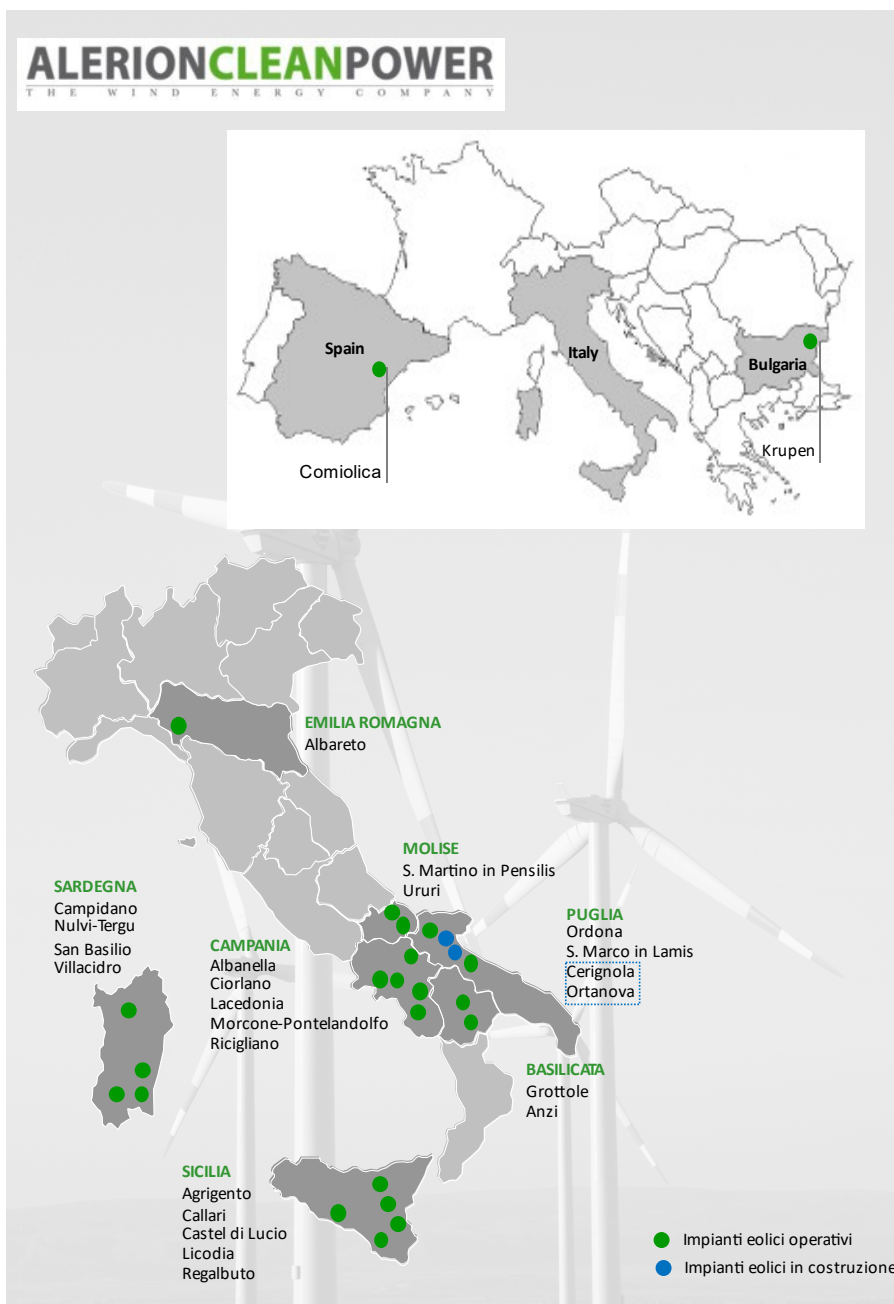 ALERIONCLEANPOWER
THE WIND ENERGY COMPANY
Spain
Italy
Bulgaria
Comiolica
Krupen
EMILIA ROMAGNA
Albareto
MOLISE
S. Martino in Pensilis
Ururi
SARDEGNA
Campidano
Nulvi-Tergu
San Basilio
Villacidro
CAMPANIA
Albanella
Ciorlano
Lacedonia
Morcone-Pontelandolfo
Ricigliano
PUGLIA
Ordona
S. Marco in Lamis
Cerignola
Ortanova
BASILICATA
Grottole
Anzi
SICILIA
Agrigento
Callari
Castel di Lucio
Licodia
Regalbuto
Impianti eolici operativi
Impianti eolici in costruzione